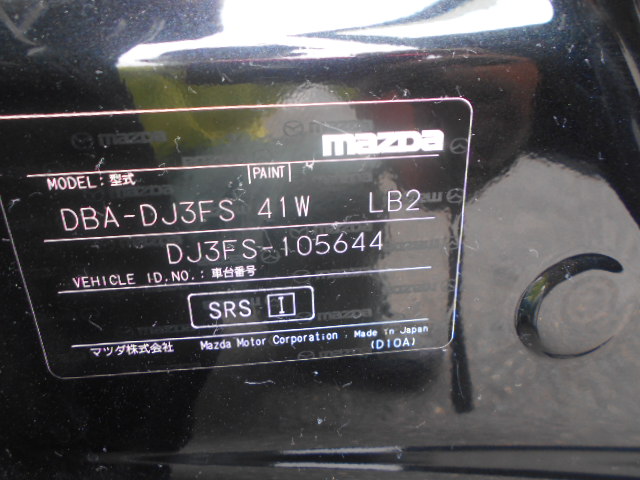 mazda
MODEL: 型式 PAINT
DBA-DJ3FS 41W LB2
DJ3FS-105644
VEHICLE ID.NO.: 車台番号
SRS I
マツダ株式会社 Mazda Motor Corporation Made in Japan
(D10A)